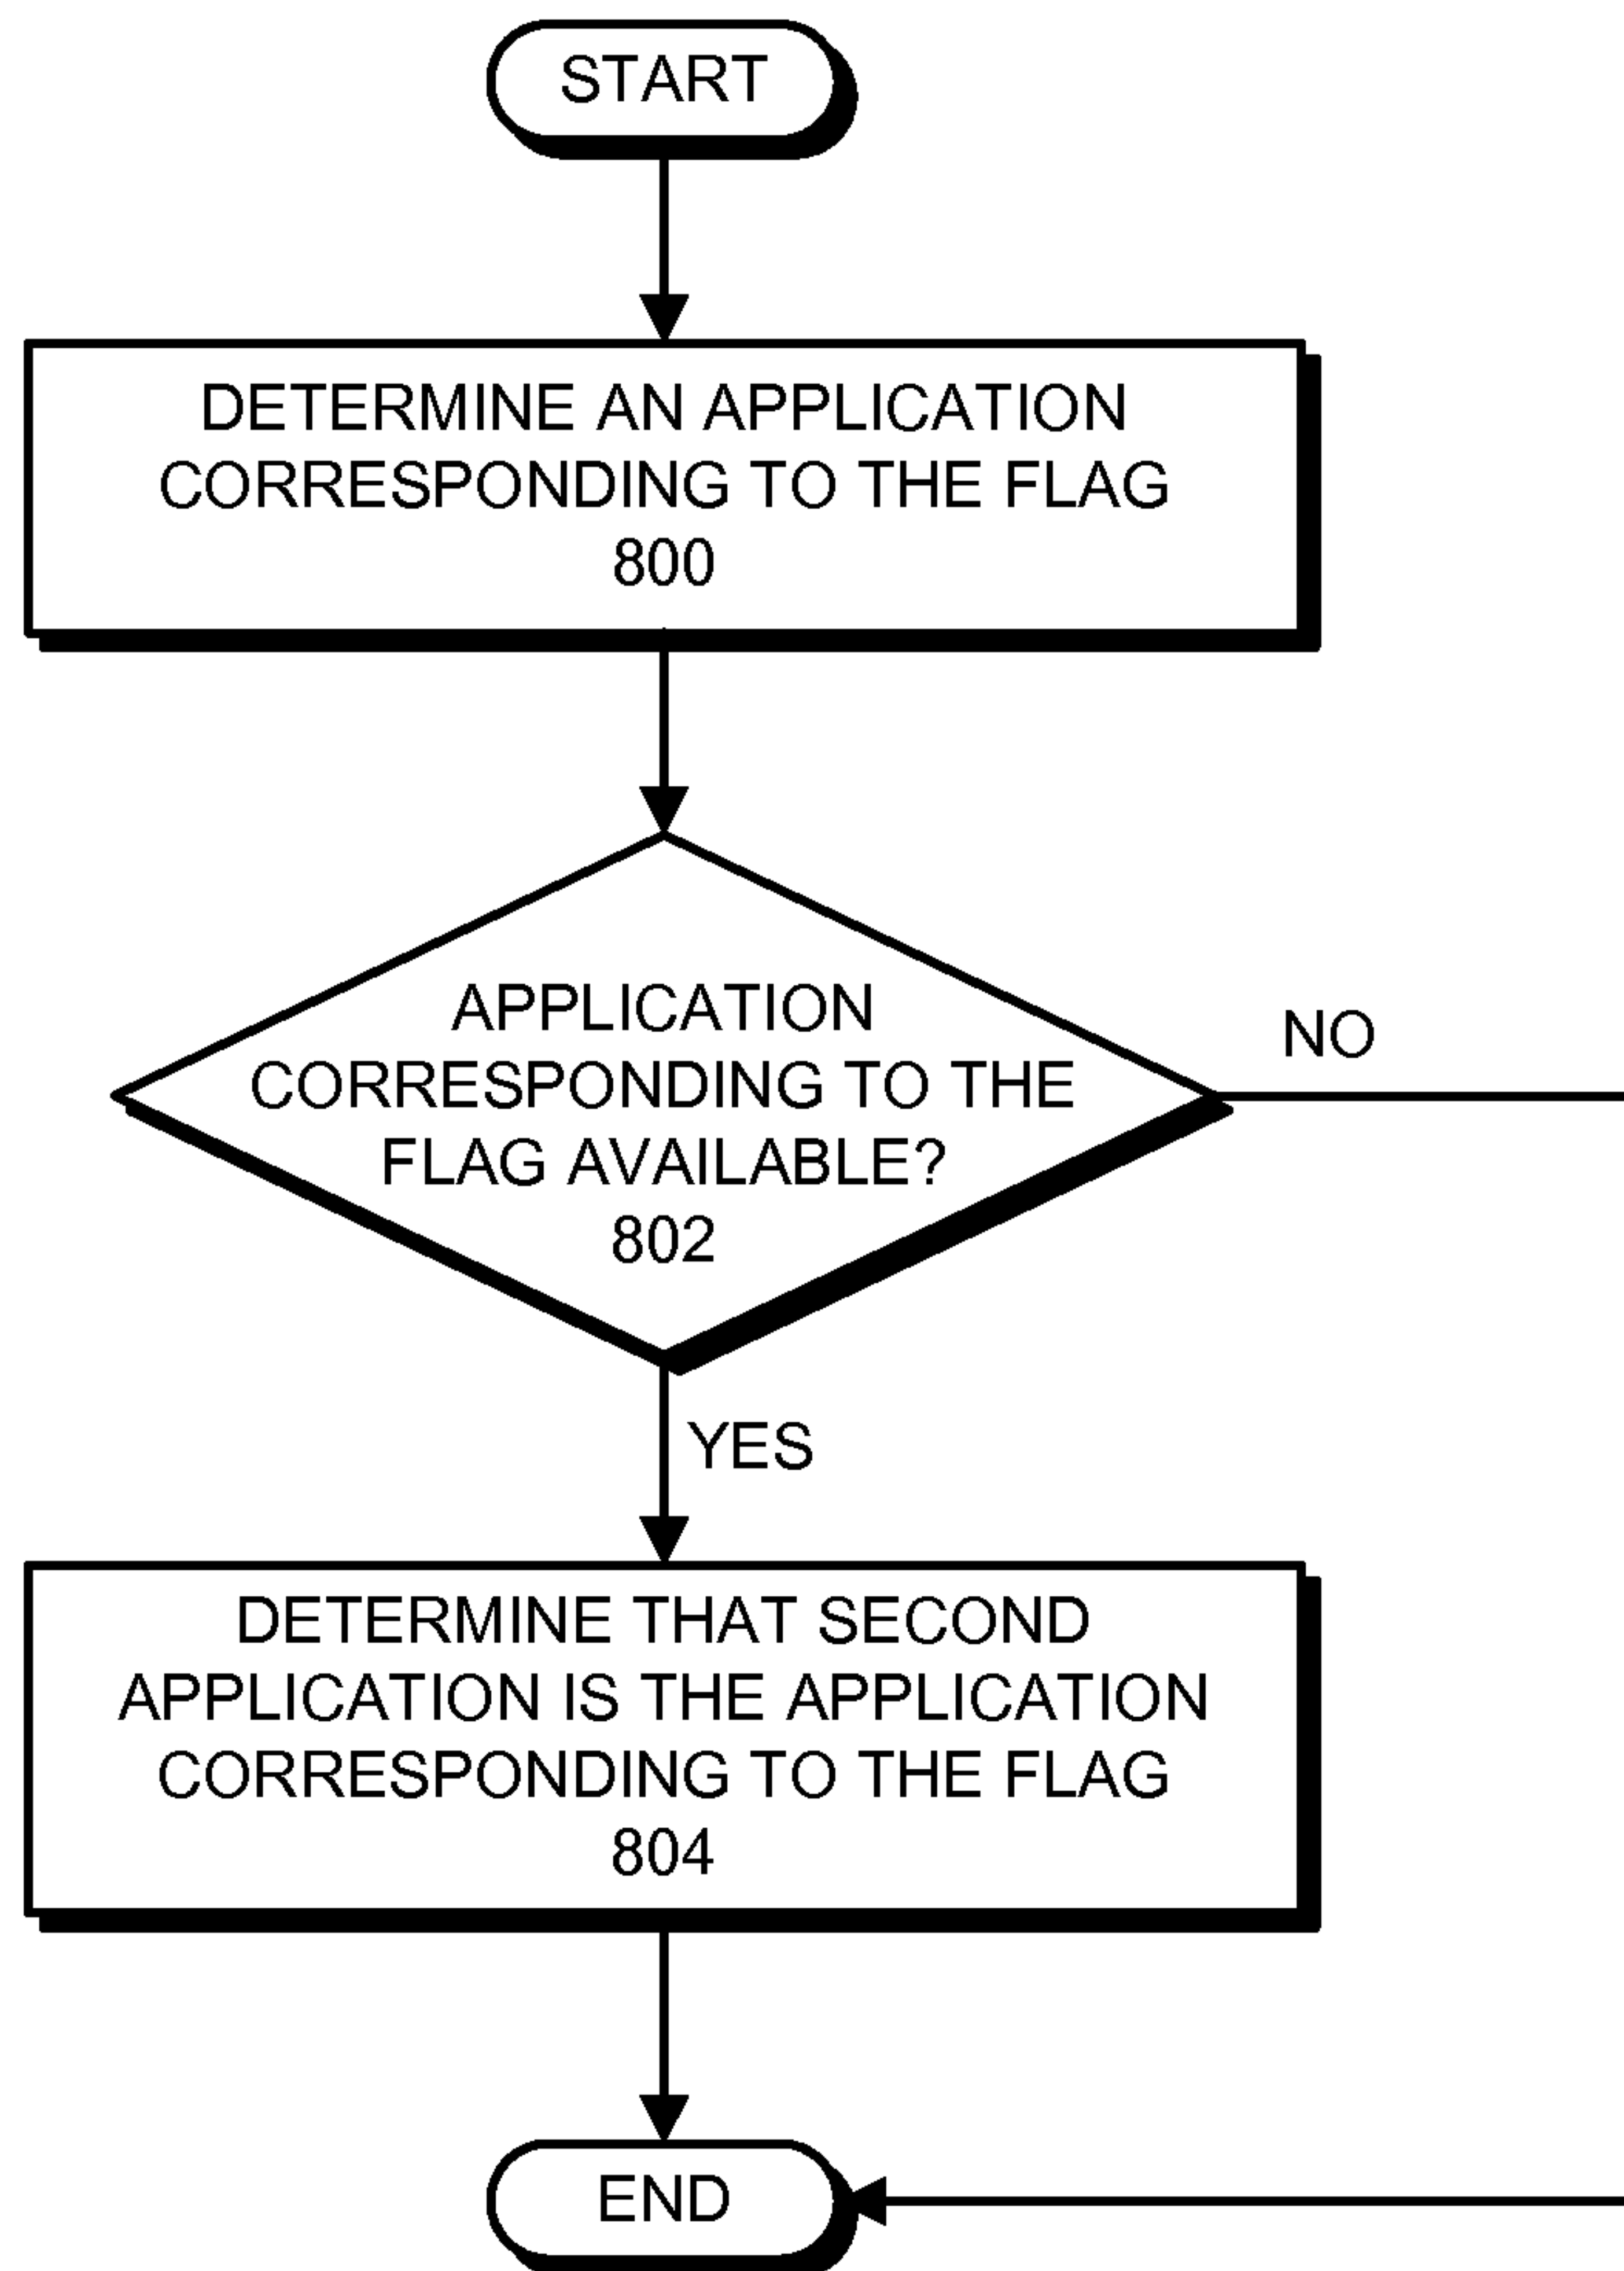 START
DETERMINE AN APPLICATION
CORRESPONDING TO THE FLAG
800
APPLICATION
CORRESPONDING TO THE
FLAG AVAILABLE?
802
NO
YES
DETERMINE THAT SECOND
APPLICATION IS THE APPLICATION
CORRESPONDING TO THE FLAG
804
END